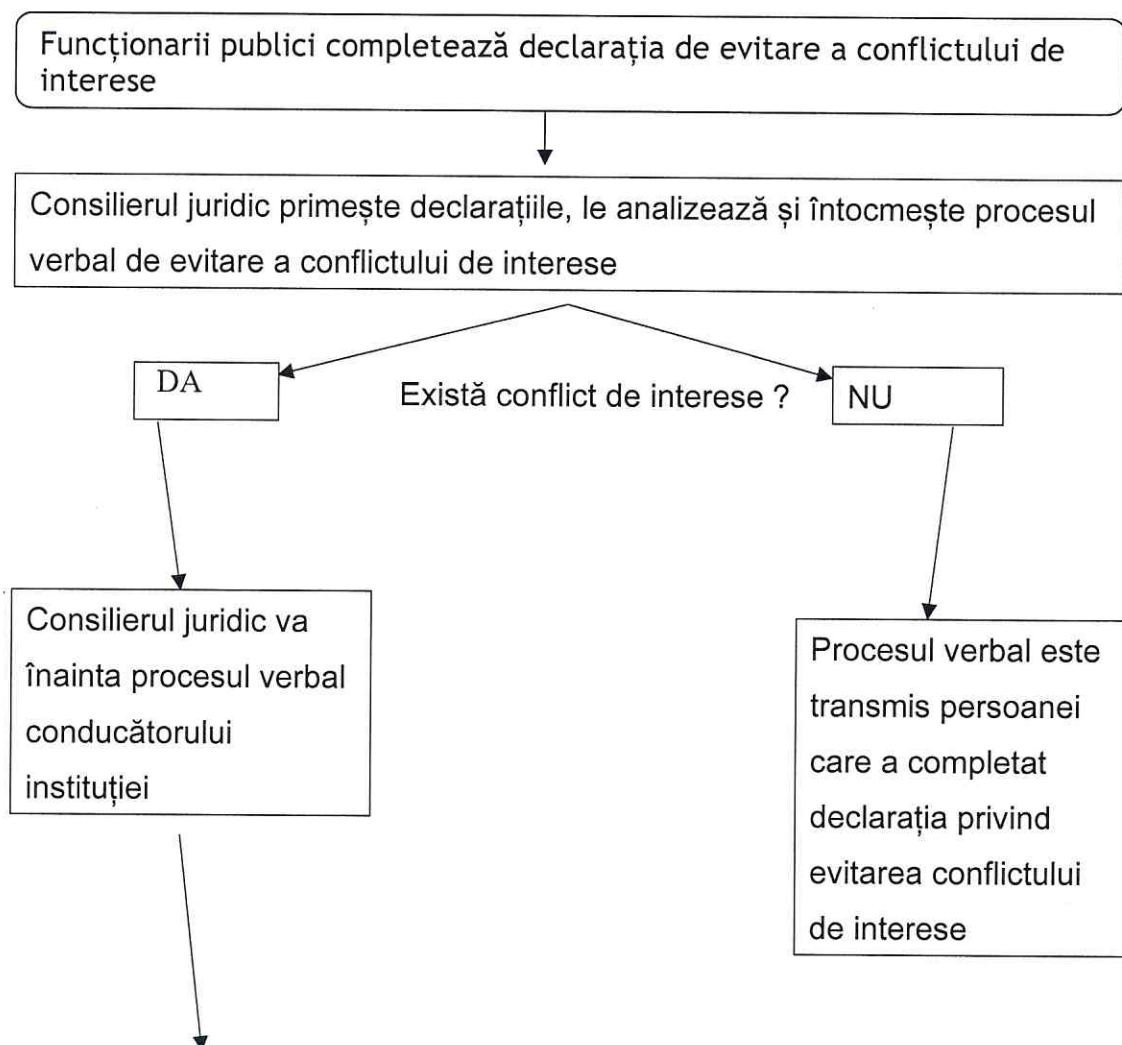 Funcționarii publici completează declarația de evitare a conflictului de
interese
Consilierul juridic primește declarațiile, le analizează și întocmește procesul
verbal de evitare a conflictului de interese
DA
Există conflict de interese ?
NU
Consilierul juridic va
înainta procesul verbal
conducătorului
instituției
Procesul verbal este
transmis persoanei
care a completat
declarația privind
evitarea conflictului
de interese